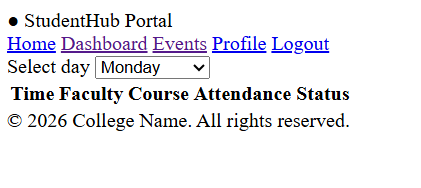 ● StudentHub Portal
Home Dashboard Events Profile Logout
Select day Monday
Time Faculty Course Attendance Status
© 2026 College Name. All rights reserved.